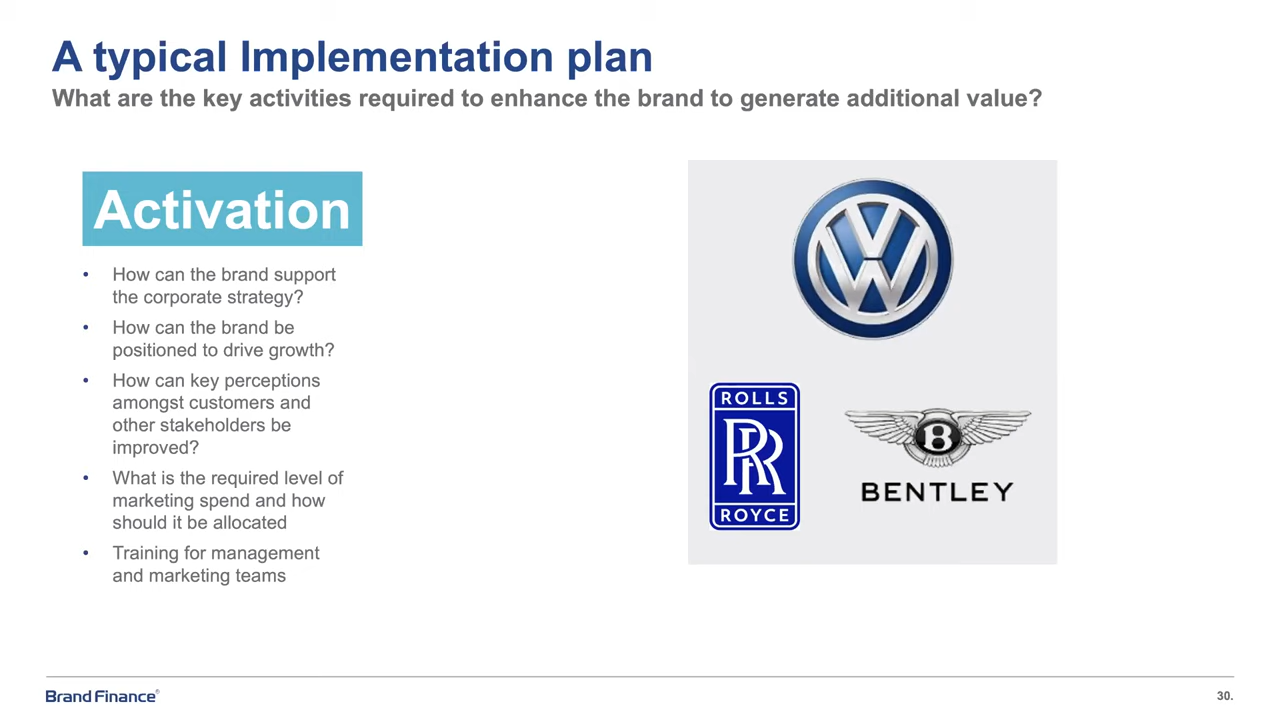 A typical Implementation plan
What are the key activities required to enhance the brand to generate additional value?
Activation
• How can the brand support
the corporate strategy?
• How can the brand be
positioned to drive growth?
• How can key perceptions
amongst customers and
other stakeholders be
improved?
• What is the required level of
marketing spend and how
should it be allocated
• Training for management
and marketing teams
VW
ROLLS
RR
ROYCE
B
BENTLEY
Brand Finance®
30.